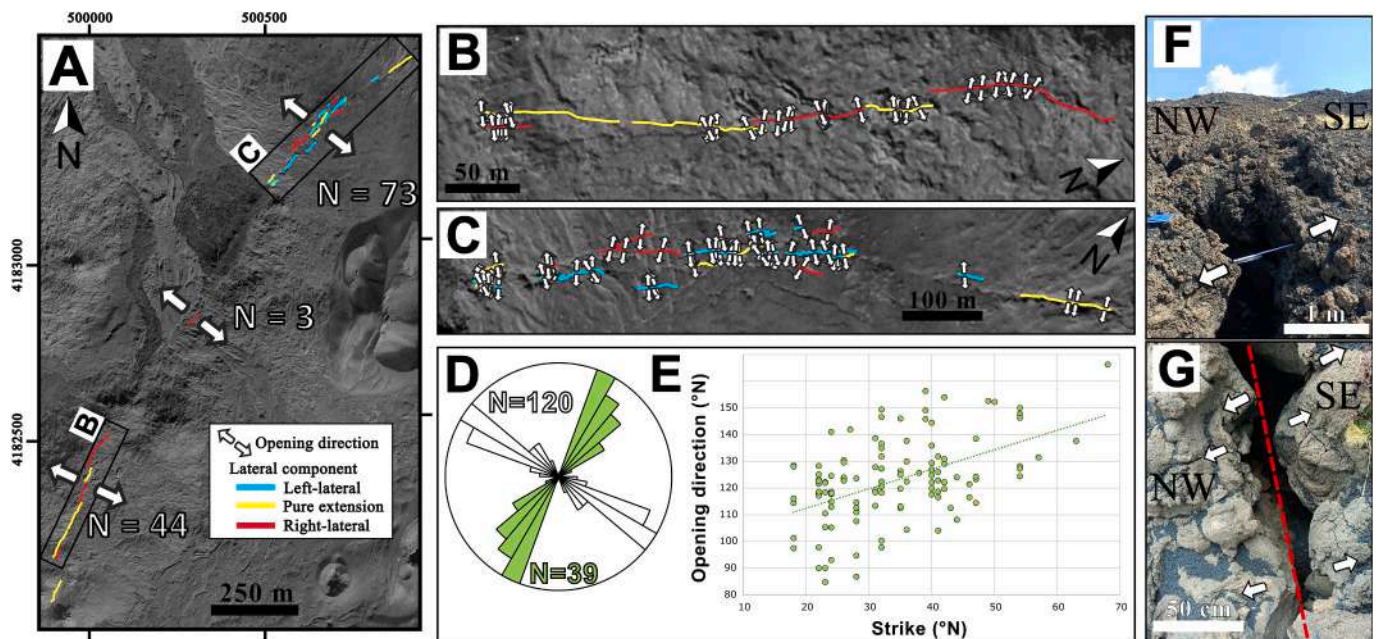 500000
500500
A
N
C
N = 73
4183000
N = 3
4182500
B
N = 44
Opening direction
Lateral component
Left-lateral
Pure extension
Right-lateral
250 m
B
50 m
N
C
100 m
N
D
N=120
N=39
E
Opening direction (°N)
150
140
130
120
110
100
90
80
10
20
30
40
50
60
70
Strike (°N)
F
NW
SE
1 m
G
SE
NW
50 cm